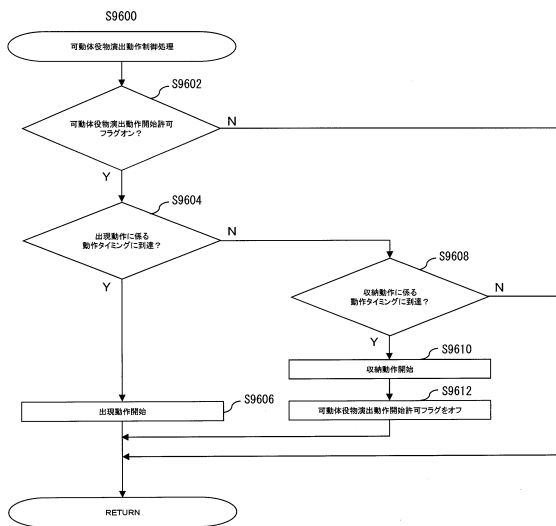 S9600
可動体役物演出動作制御処理
S9602
可動体役物演出動作開始許可
フラグオン？
N
Y
S9604
出現動作に係る
動作タイミングに到達？
N
Y
S9608
収納動作に係る
動作タイミングに到達？
N
Y
S9610
収納動作開始
S9612
可動体役物演出動作開始許可フラグをオフ
S9606
出現動作開始
RETURN